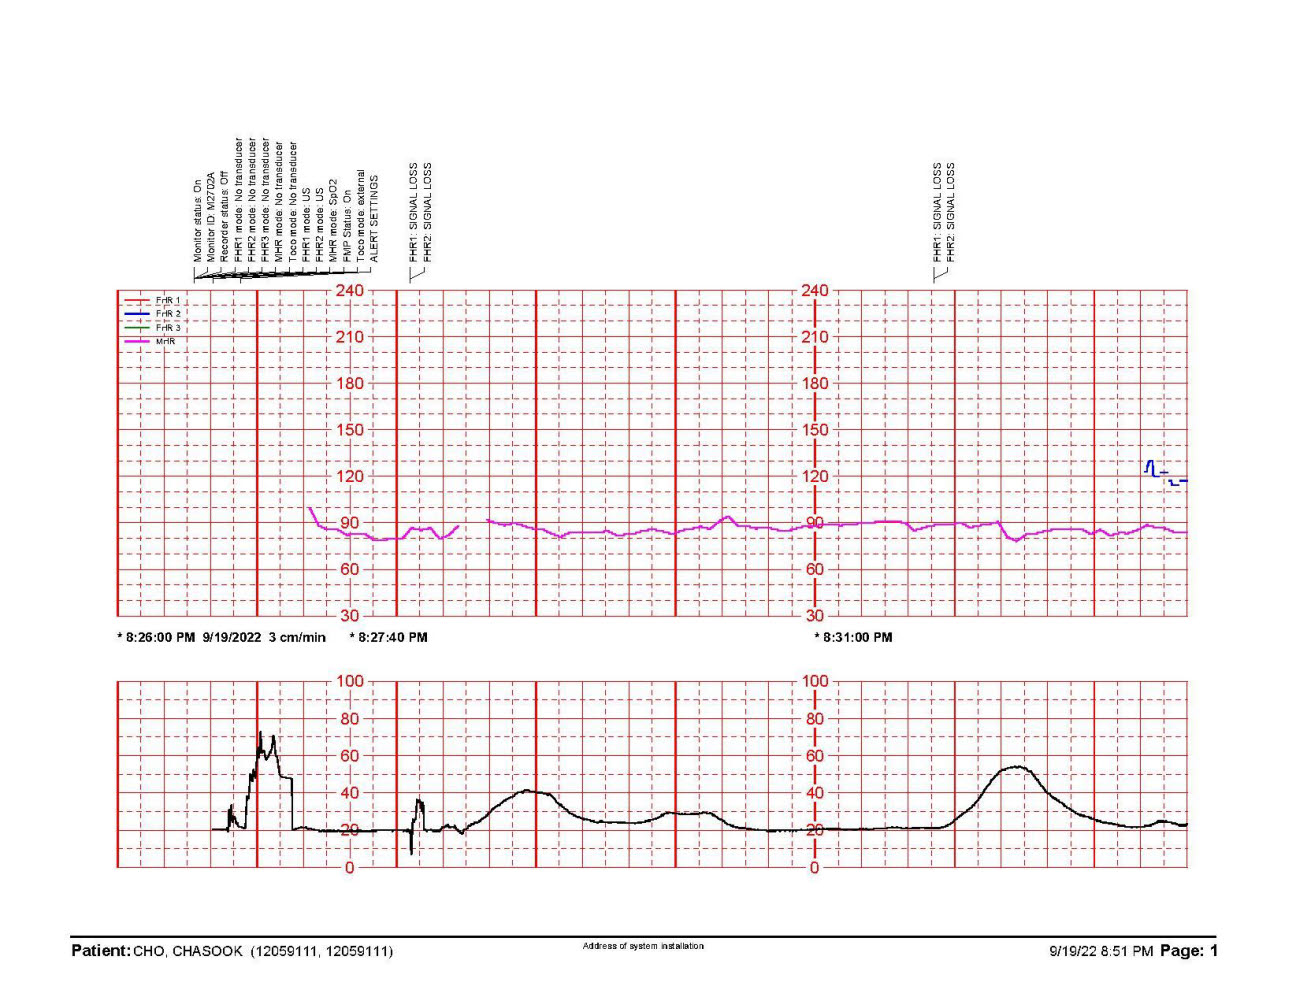 Monitor status: On
Monitor ID: M2702A
Recorder status: Off
FHR1 mode: No transducer
FHR2 mode: No transducer
FHR3 mode: No transducer
MHR mode: No transducer
Toco mode: No transducer
FHR1 mode: US
FHR2 mode: US
MHR mode: SpO2
FMP Status: On
Toco mode: external
ALERT SETTINGS
FHR1: SIGNAL LOSS
FHR2: SIGNAL LOSS
FHR1: SIGNAL LOSS
FHR2: SIGNAL LOSS
FHR 1
FHR 2
FHR 3
MHR
240 240
210 210
180 180
150 150
120 120
90 90
60 60
30 30
* 8:26:00 PM 9/19/2022 3 cm/min * 8:27:40 PM * 8:31:00 PM
100 100
80 80
60 60
40 40
20 20
0 0
Patient: CHO, CHASOOK (12059111, 12059111) Address of system installation 9/19/22 8:51 PM Page: 1